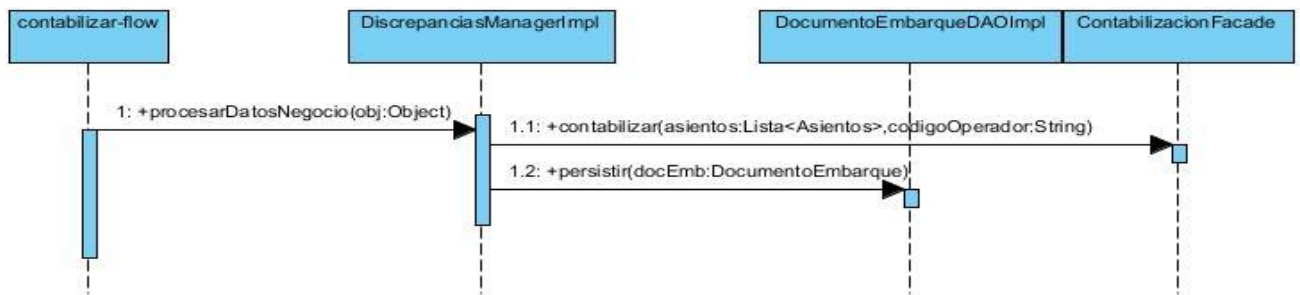 contabilizar-flow
DiscrepanciasManagerImpl
DocumentoEmbarqueDAOImpl
ContabilizacionFacade
1: +procesarDatosNegocio(obj:Object)
1.1: +contabilizar(asientos:Lista<Asientos>,codigoOperador:String)
1.2: +persistir(docEmb:DocumentoEmbarque)